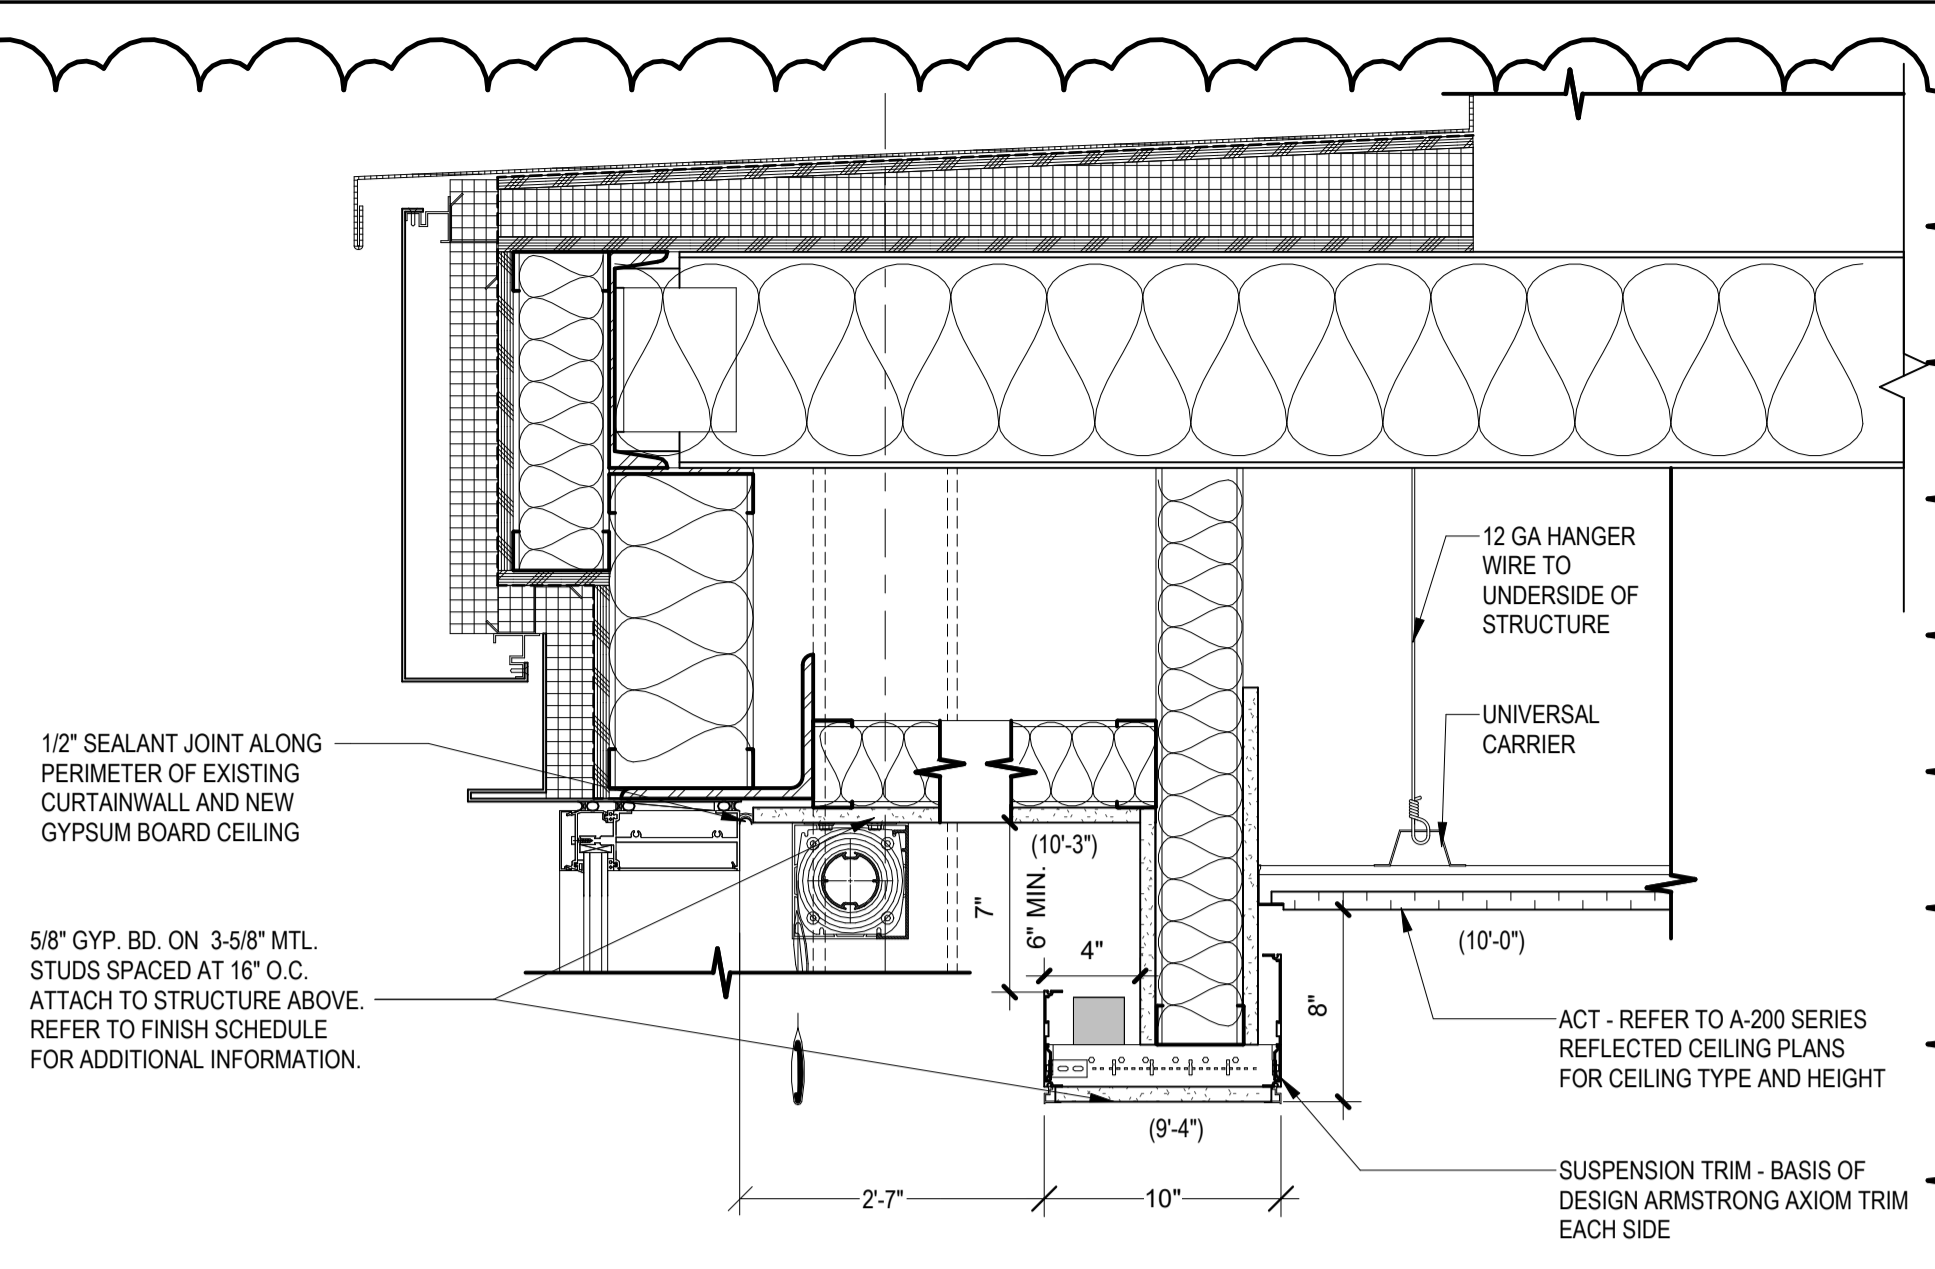 12 GA HANGER
WIRE TO
UNDERSIDE OF
STRUCTURE
UNIVERSAL
CARRIER
1/2" SEALANT JOINT ALONG
PERIMETER OF EXISTING
CURTAINWALL AND NEW
GYPSUM BOARD CEILING
(10'-3")
7"
6" MIN.
4"
5/8" GYP. BD. ON 3-5/8" MTL.
STUDS SPACED AT 16" O.C.
ATTACH TO STRUCTURE ABOVE.
REFER TO FINISH SCHEDULE
FOR ADDITIONAL INFORMATION.
(10'-0")
8"
ACT - REFER TO A-200 SERIES
REFLECTED CEILING PLANS
FOR CEILING TYPE AND HEIGHT
(9'-4")
2'-7"
10"
SUSPENSION TRIM - BASIS OF
DESIGN ARMSTRONG AXIOM TRIM
EACH SIDE